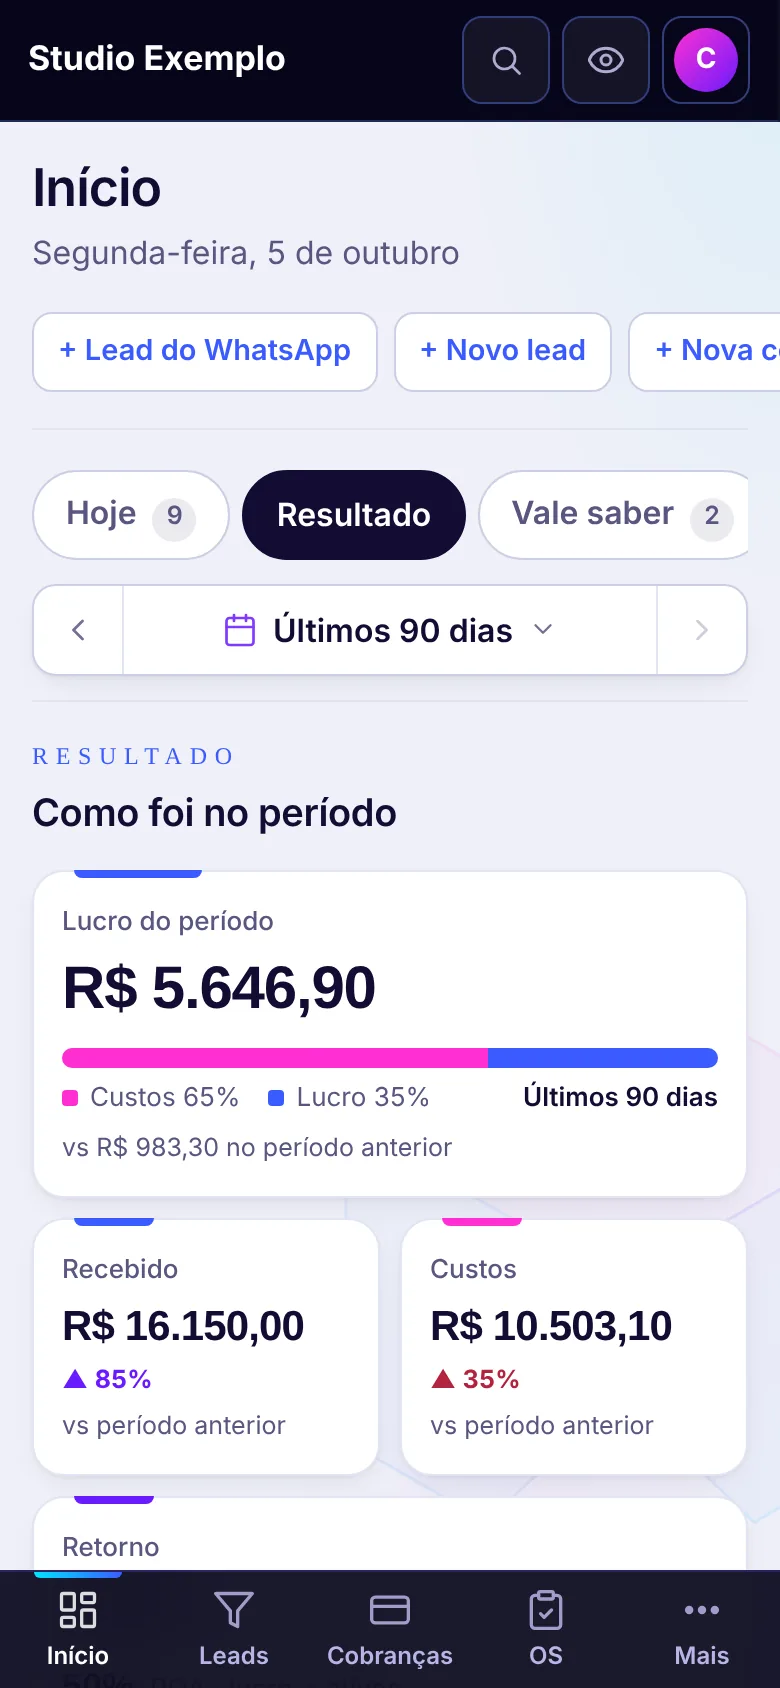 Studio Exemplo
C
Início
Segunda-feira, 5 de outubro
+ Lead do WhatsApp
+ Novo lead
+ Nova c
Hoje 9
Resultado
Vale saber 2
Últimos 90 dias
RESULTADO
Como foi no período
Lucro do período
R$ 5.646,90
Custos 65%
Lucro 35%
Últimos 90 dias
vs R$ 983,30 no período anterior
Recebido
R$ 16.150,00
▲ 85%
vs período anterior
Custos
R$ 10.503,10
▲ 35%
vs período anterior
Retorno
Início
Leads
Cobranças
OS
Mais